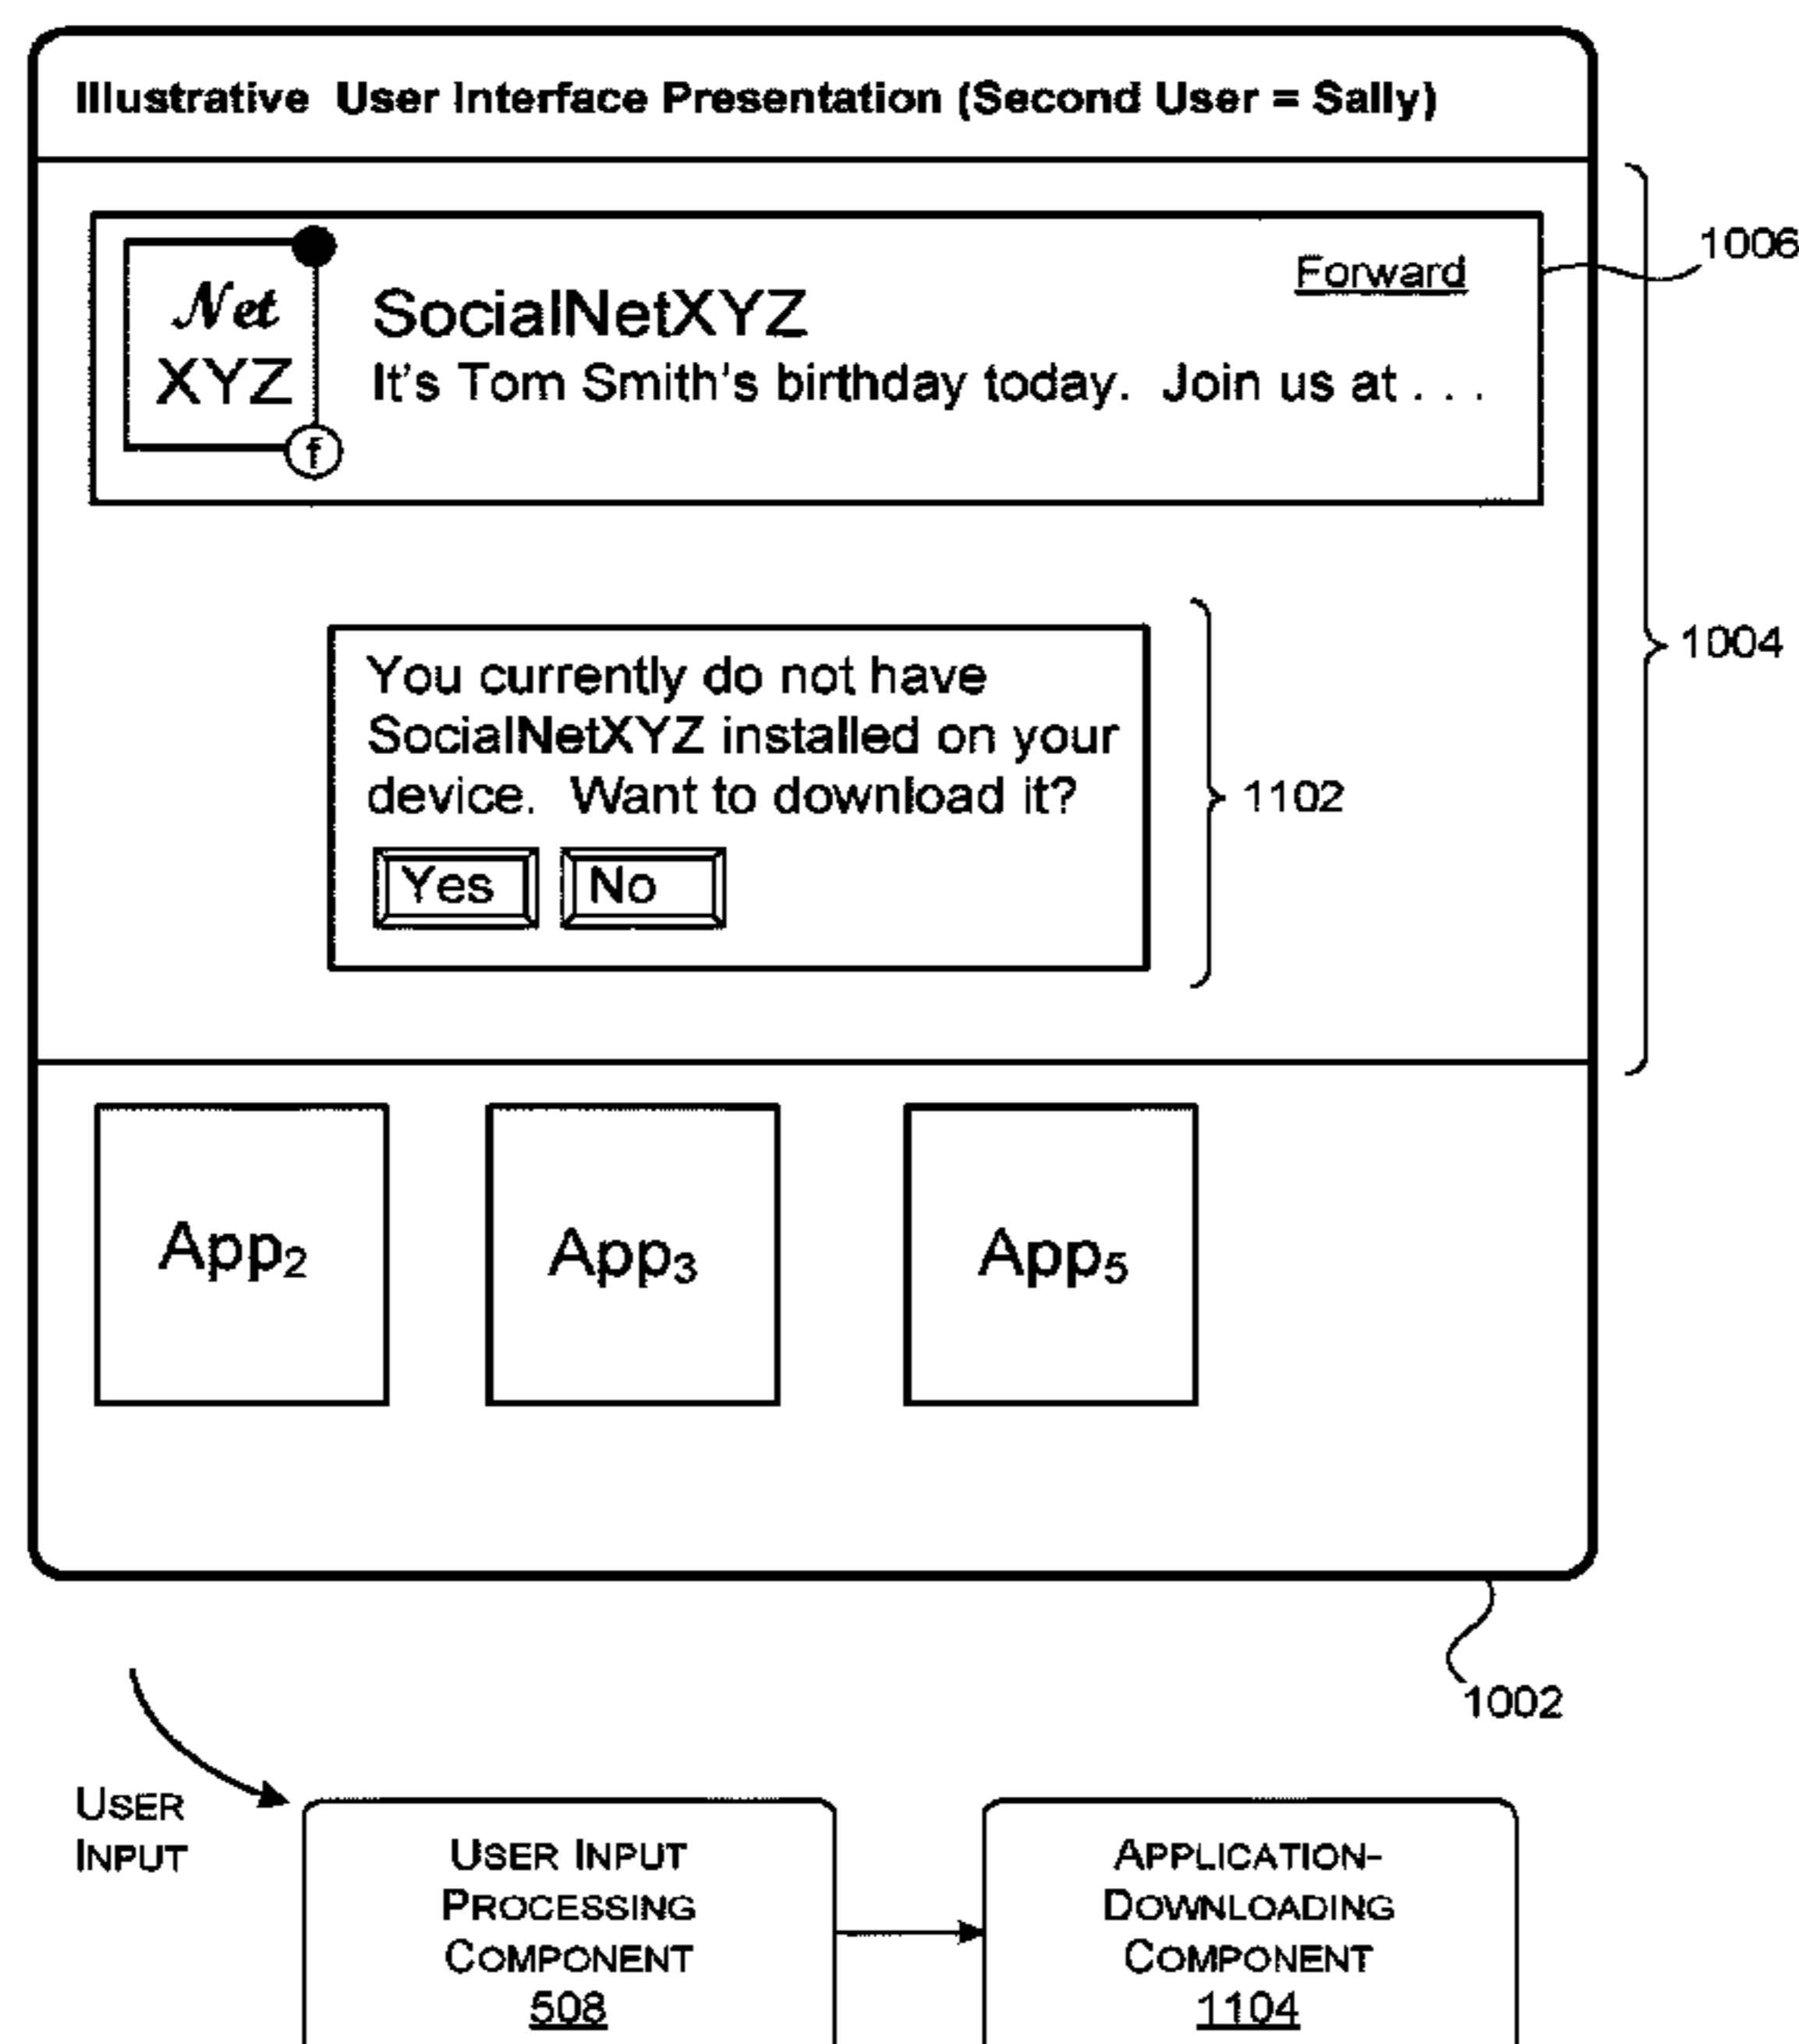 Illustrative User Interface Presentation (Second User = Sally)
Forward
1006
Net
XYZ
SocialNetXYZ
It's Tom Smith's birthday today. Join us at . . .
f
1004
You currently do not have
SocialNetXYZ installed on your
device. Want to download it?
1102
Yes No
App2 App3 App5
1002
USER
INPUT
USER INPUT
PROCESSING
COMPONENT
508
APPLICATION-
DOWNLOADING
COMPONENT
1104